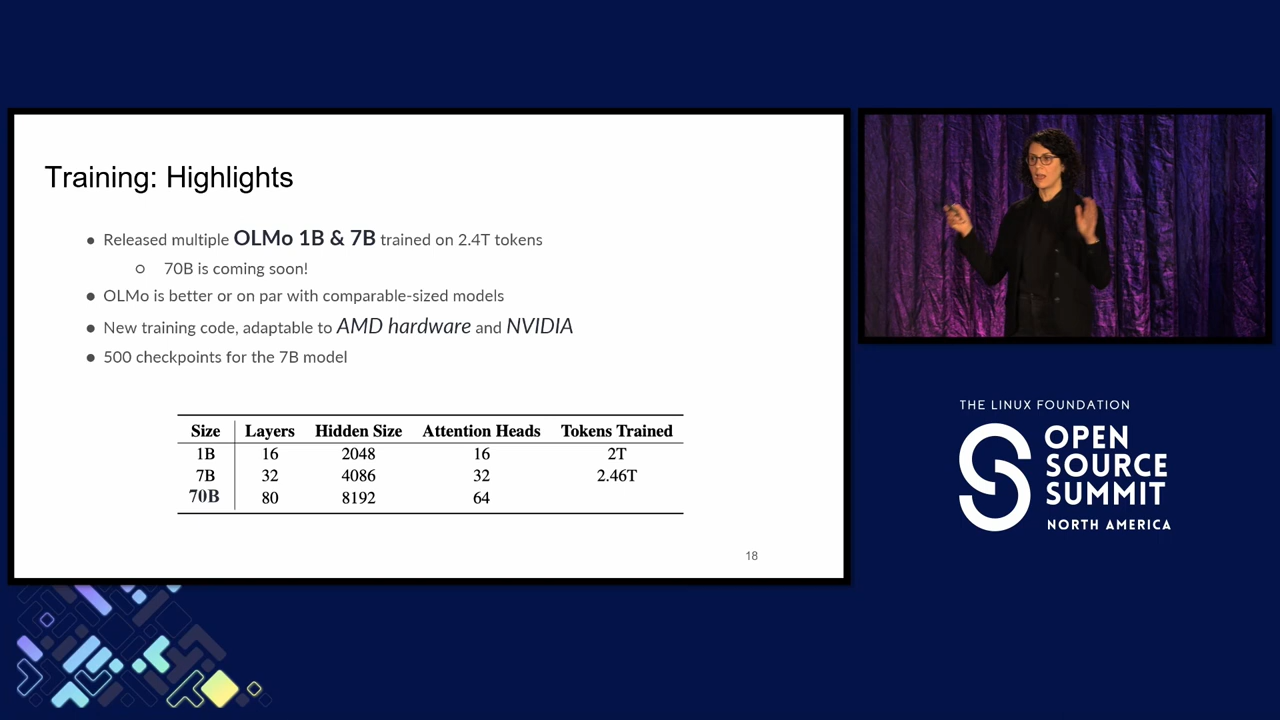 Training: Highlights
● Released multiple OLMo 1B & 7B trained on 2.4T tokens
○ 70B is coming soon!
● OLMo is better or on par with comparable-sized models
● New training code, adaptable to AMD hardware and NVIDIA
● 500 checkpoints for the 7B model
Size Layers Hidden Size Attention Heads Tokens Trained
1B 16 2048 16 2T
7B 32 4086 32 2.46T
70B 80 8192 64
18
THE LINUX FOUNDATION
OPEN
SOURCE
SUMMIT
NORTH AMERICA